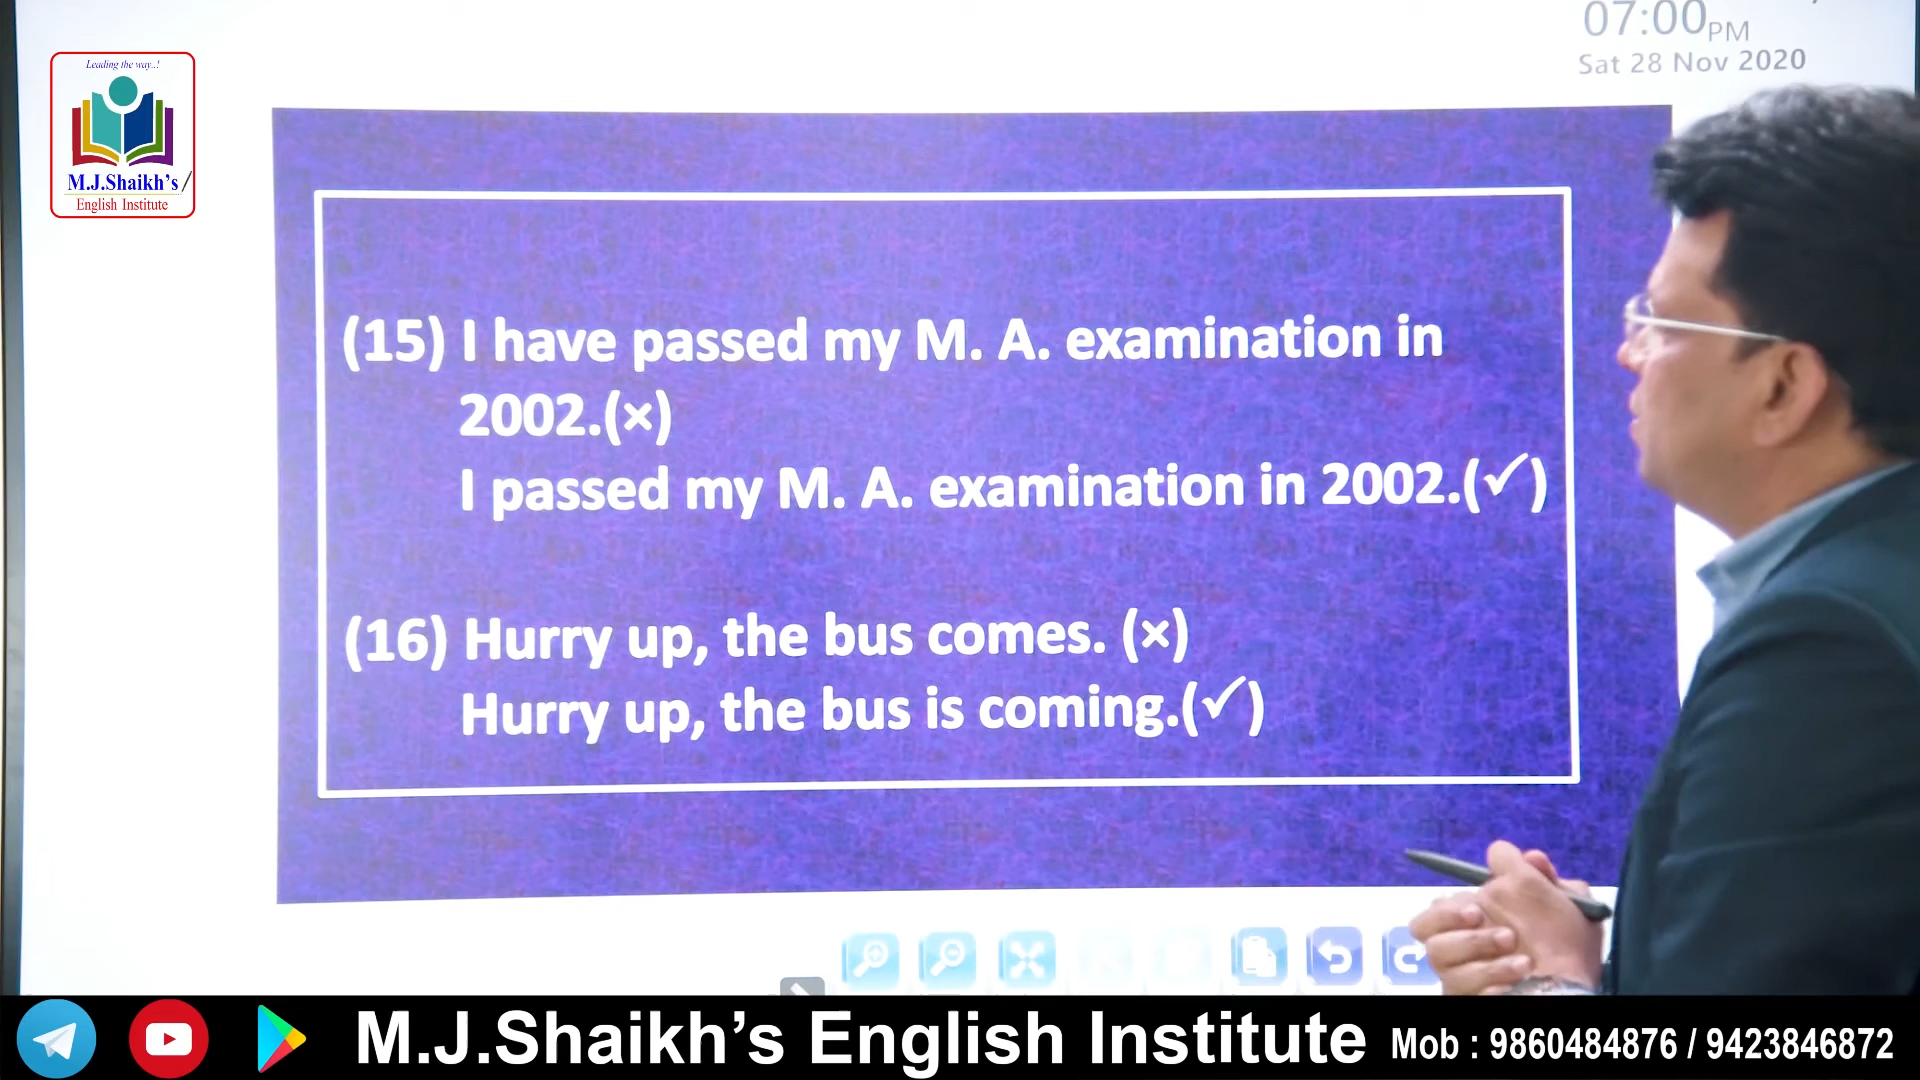 07:00PM
Sat 28 Nov 2020
Leading the way..!
M.J.Shaikh's
English Institute
(15) I have passed my M. A. examination in
2002.(×)
I passed my M. A. examination in 2002.(✓)
(16) Hurry up, the bus comes. (×)
Hurry up, the bus is coming.(✓)
M.J.Shaikh's English Institute Mob : 9860484876 / 9423846872